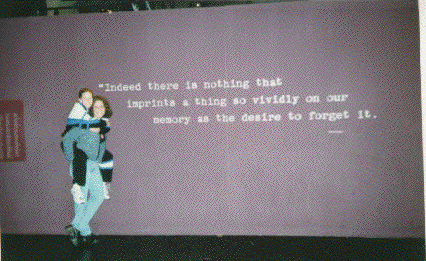 “Indeed there is nothing that
imprints a thing so vividly on our
memory as the desire to forget it.